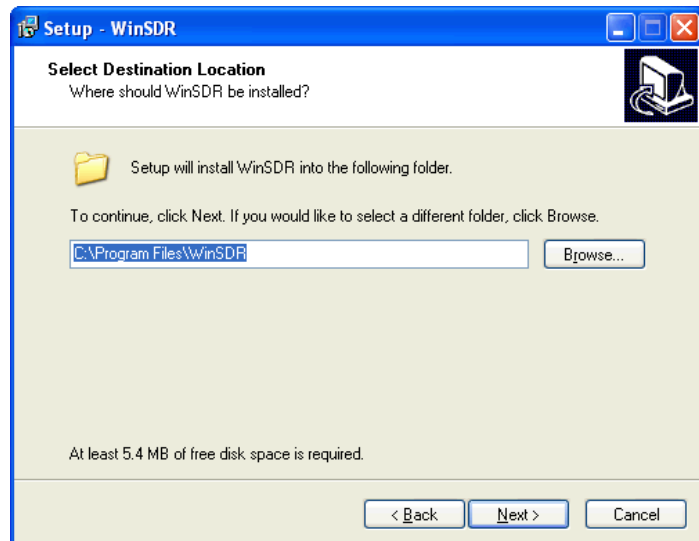 Setup - WinSDR
Select Destination Location
Where should WinSDR be installed?
Setup will install WinSDR into the following folder.
To continue, click Next. If you would like to select a different folder, click Browse.
C:\Program Files\WinSDR
Browse...
At least 5.4 MB of free disk space is required.
< Back
Next >
Cancel